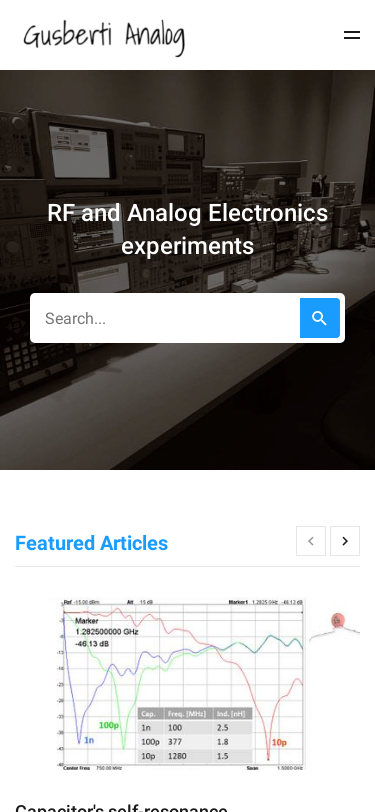 Gusberti Analog
RF and Analog Electronics
experiments
Search...
Featured Articles
Ref -15.00 dBm Att 15 dB Marker1 1.2825 GHz -46.13 dB
Marker
1.282500000 GHz
-46.13 dB
Cap. Freq. [MHz] Ind. [nH]
1n 100 2.5
100p 377 1.8
10p 1280 1.5
100p
1n
10p
Center Freq 750.00 MHz Span 1.5000 GHz
Capacitor's self-resonance